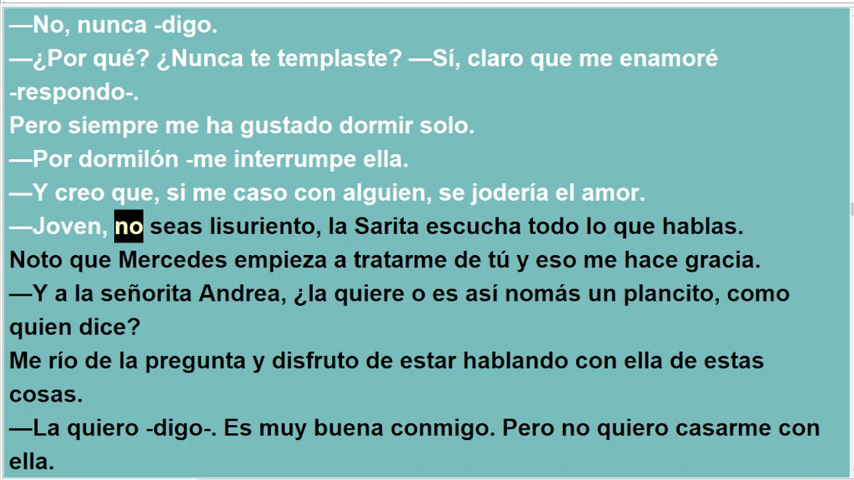 —No, nunca -digo.
—¿Por qué? ¿Nunca te templaste? —Sí, claro que me enamoré
-respondo-.
Pero siempre me ha gustado dormir solo.
—Por dormilón -me interrumpe ella.
—Y creo que, si me caso con alguien, se jodería el amor.
—Joven, no seas lisuriento, la Sarita escucha todo lo que hablas.
Noto que Mercedes empieza a tratarme de tú y eso me hace gracia.
—Y a la señorita Andrea, ¿la quiere o es así nomás un plancito, como
quien dice?
Me río de la pregunta y disfruto de estar hablando con ella de estas
cosas.
—La quiero -digo-. Es muy buena conmigo. Pero no quiero casarme con
ella.